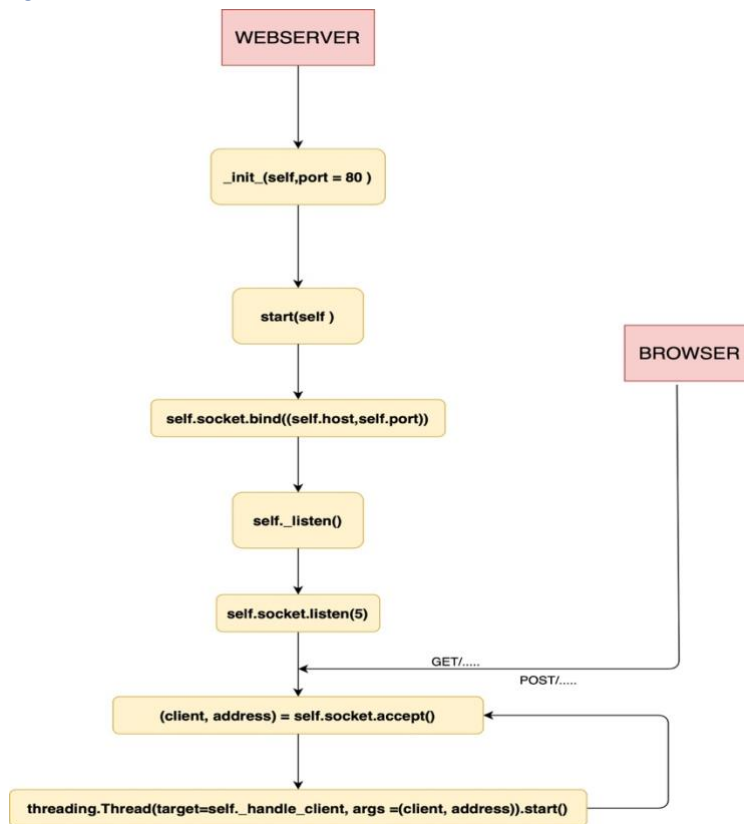 WEBSERVER
_init_(self,port = 80 )
start(self )
BROWSER
self.socket.bind((self.host,self.port))
self._listen()
self.socket.listen(5)
GET/.....
POST/.....
(client, address) = self.socket.accept()
threading.Thread(target=self._handle_client, args =(client, address)).start()